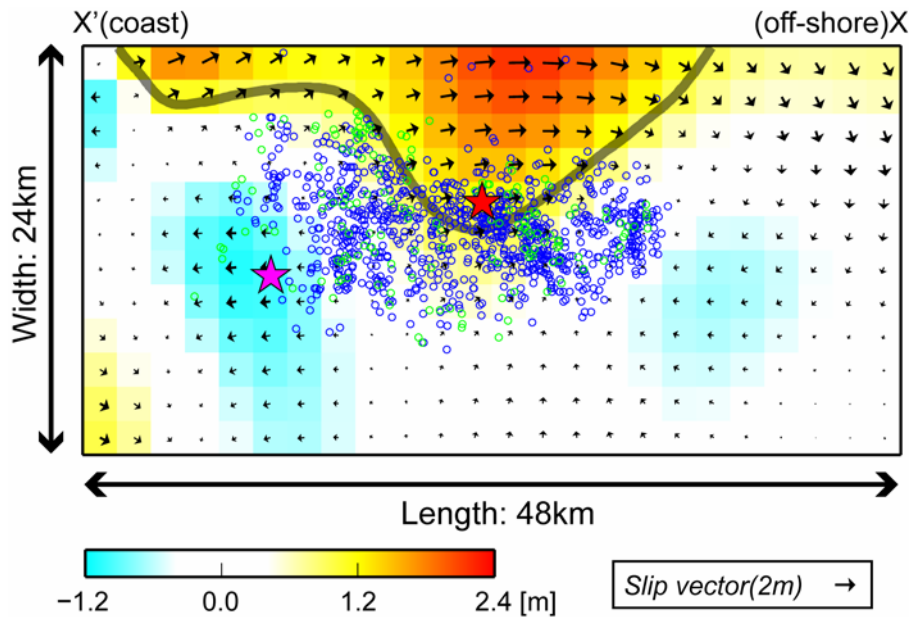 X’(coast) (off-shore)X
Width: 24km
Length: 48km
−1.2 0.0 1.2 2.4 [m]
Slip vector(2m)